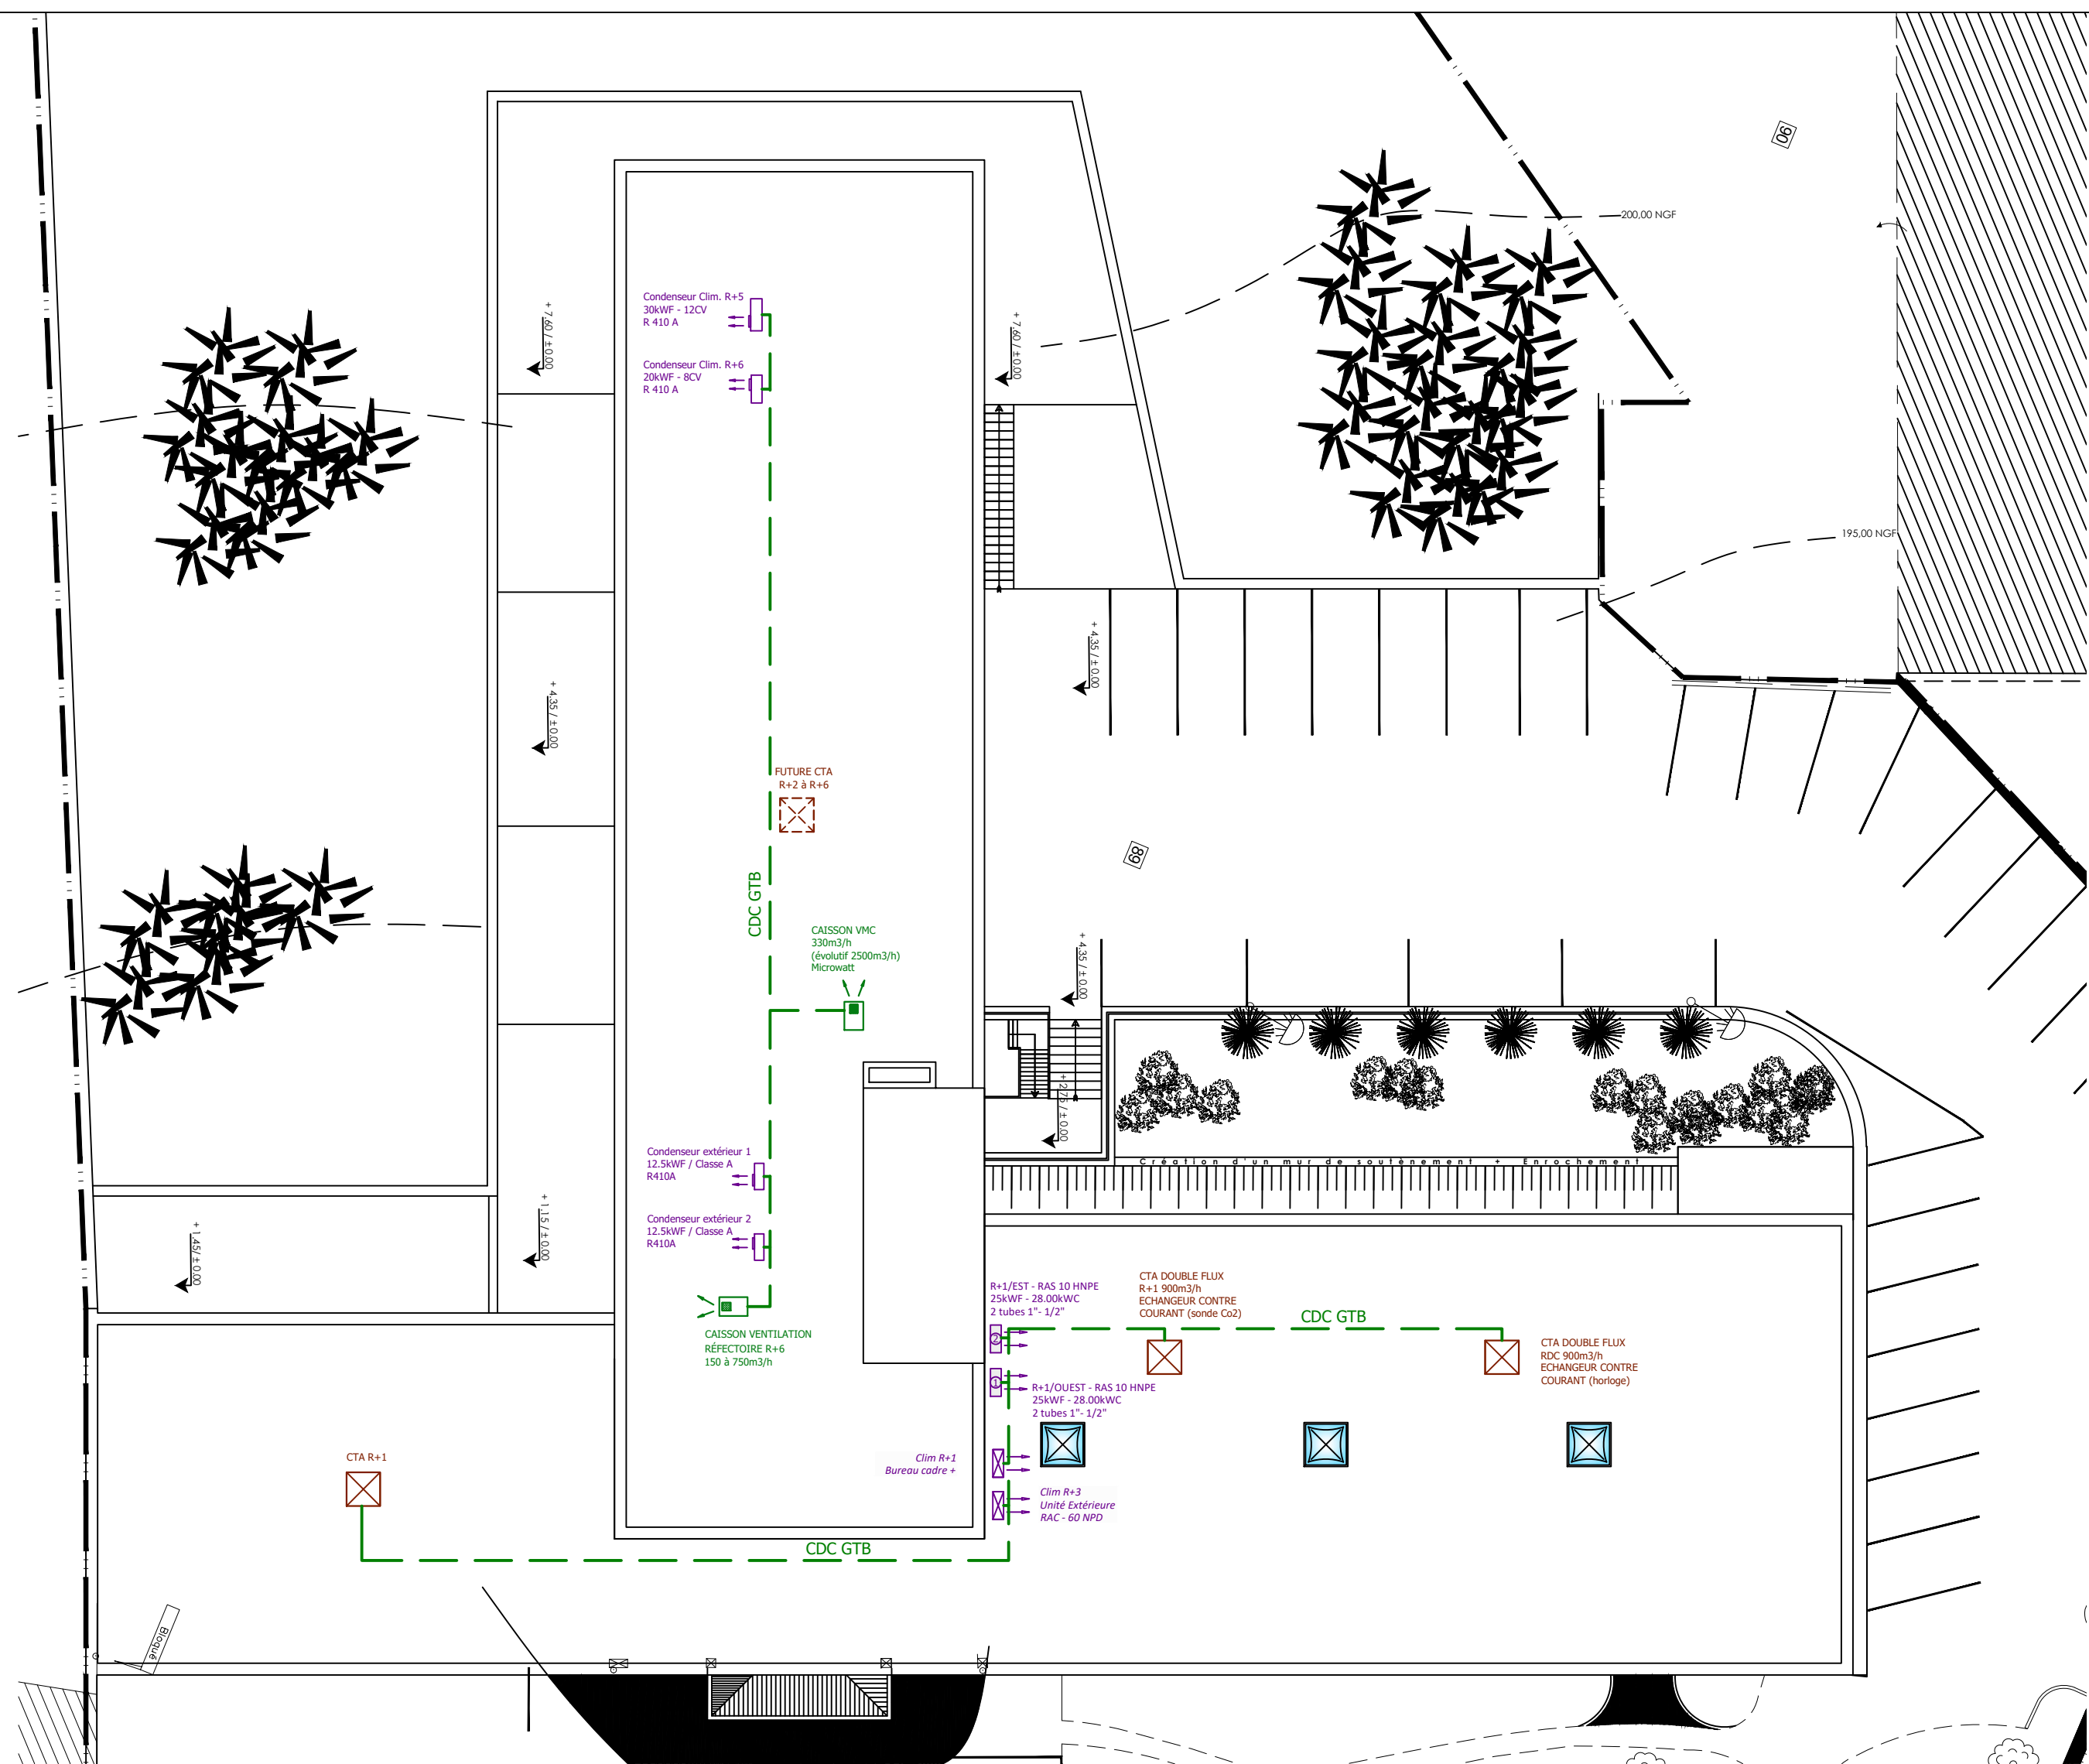 90
200,00 NGF
Condenseur Clim. R+5
30kWF - 12CV
R 410 A
+ 7,60 / ± 0.00
+ 7,60 / ± 0.00
Condenseur Clim. R+6
20kWF - 8CV
R 410 A
195,00 NGF
+ 4,35 / ± 0.00
+ 4,35 / ± 0.00
FUTURE CTA
R+2 à R+6
89
CDC GTB
CAISSON VMC
330m3/h
(évolutif 2500m3/h)
Microwatt
+ 4,35 / ± 0.00
+ 2,75 / ± 0.00
Condenseur extérieur 1
12.5kWF / Classe A
R410A
Création d'un mur de soutènement + Enrochement
+ 1,45/ ± 0.00
+ 1,15 / ± 0.00
Condenseur extérieur 2
12.5kWF / Classe A
R410A
R+1/EST - RAS 10 HNPE
25kWF - 28.00kWC
2 tubes 1"- 1/2"
2
CTA DOUBLE FLUX
R+1 900m3/h
ECHANGEUR CONTRE
COURANT (sonde Co2)
CDC GTB
CAISSON VENTILATION
RÉFECTOIRE R+6
150 à 750m3/h
CTA DOUBLE FLUX
RDC 900m3/h
ECHANGEUR CONTRE
COURANT (horloge)
1
R+1/OUEST - RAS 10 HNPE
25kWF - 28.00kWC
2 tubes 1"- 1/2"
CTA R+1
Clim R+1
Bureau cadre +
Clim R+3
Unité Extérieure
RAC - 60 NPD
CDC GTB
Bloqué